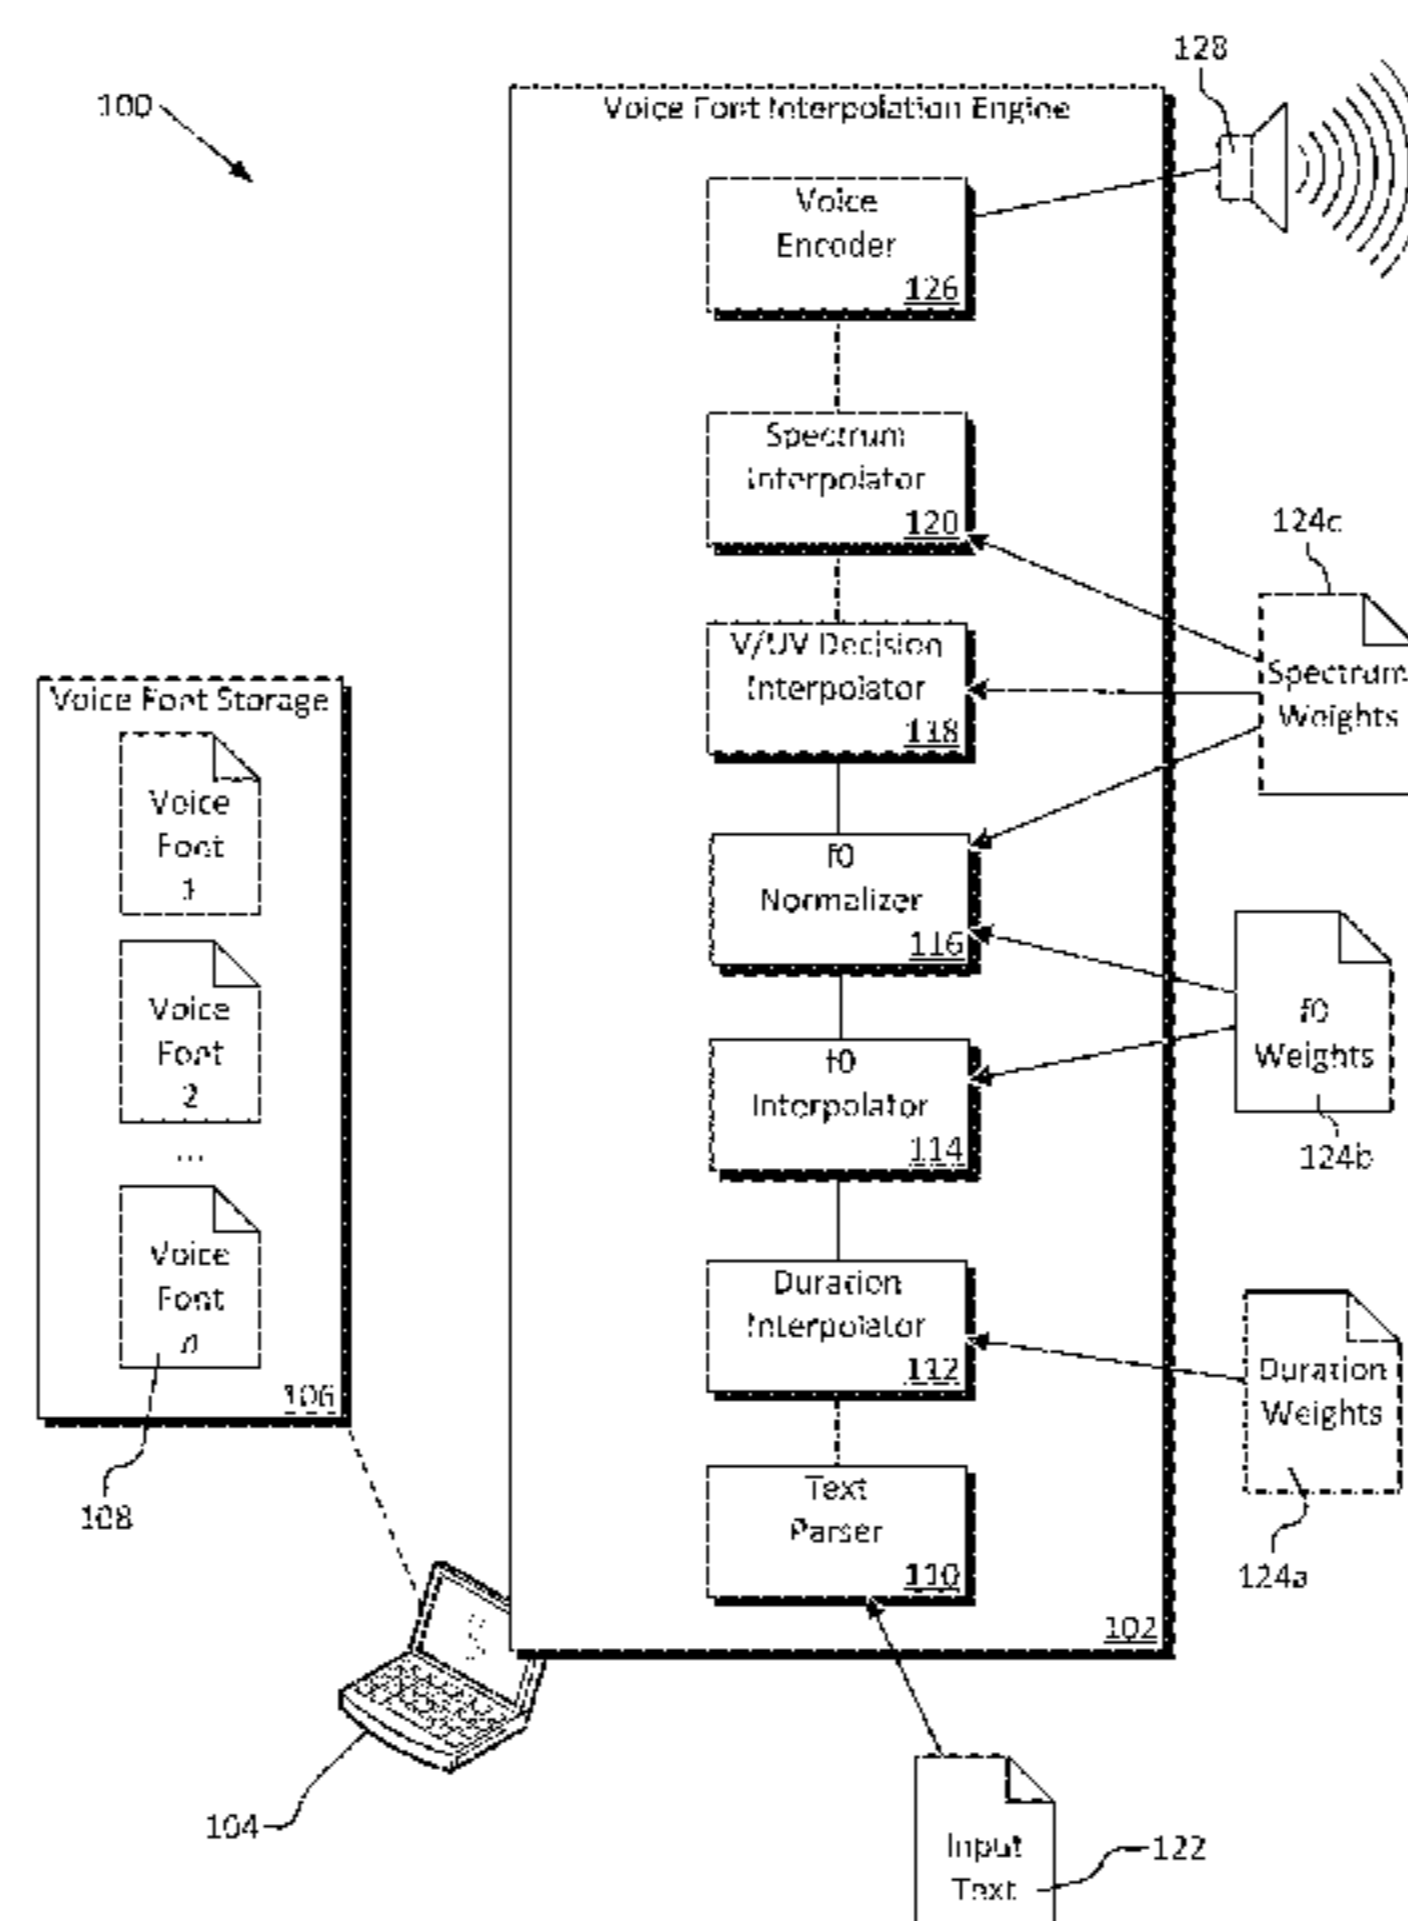 100
128
Voice Font Interpolation Engine
Voice
Encoder
126
Spectrum
Interpolator
120
124c
V/UV Decision
Interpolator
118
Spectrum
Weights
Voice Font Storage
Voice
Font
1
f0
Normalizer
116
Voice
Font
2
...
f0
Weights
124b
f0
Interpolator
114
Voice
Font
n
106
108
Duration
Interpolator
112
Duration
Weights
124a
Text
Parser
110
102
104
Input
Text
122